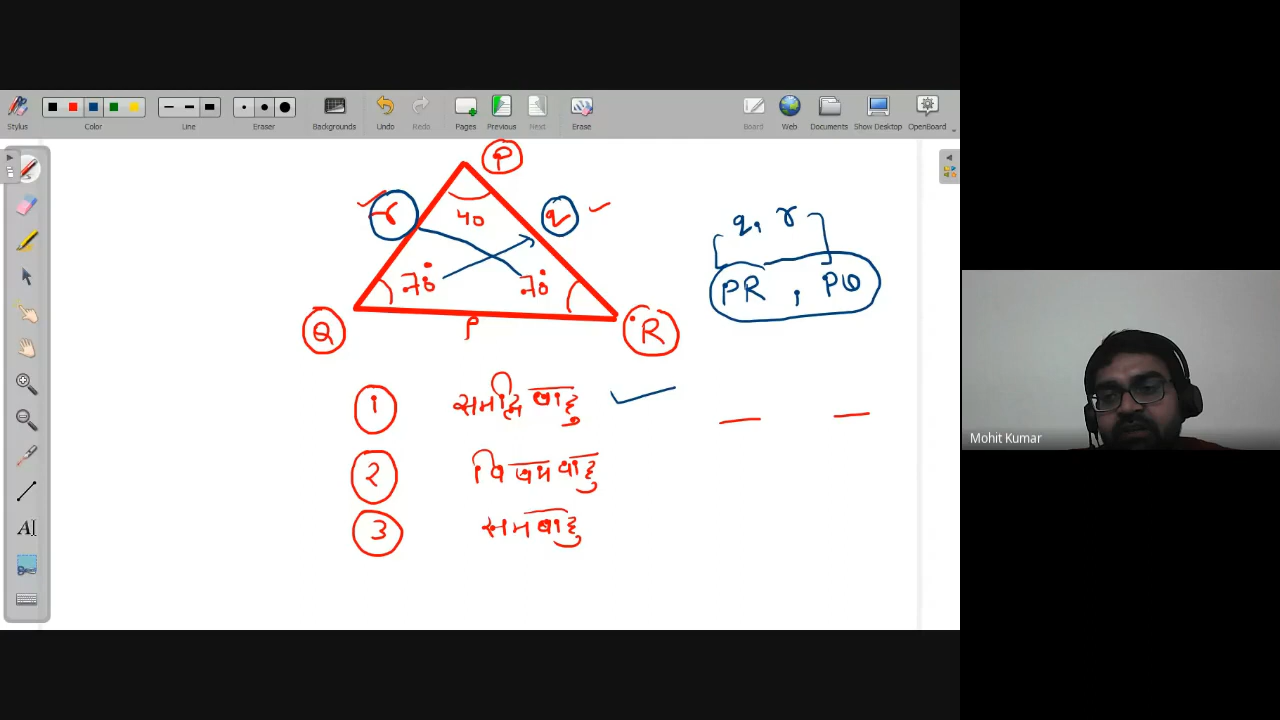 Stylus Color Line Eraser Backgrounds Undo Redo Pages Previous Next Erase Board Web Documents Show Desktop OpenBoard
P
r
q
q, r
40
70°
70°
PR , PQ
Q
P
R
1 समद्विबाहु
2 विषमबाहु
3 समबाहु
Mohit Kumar